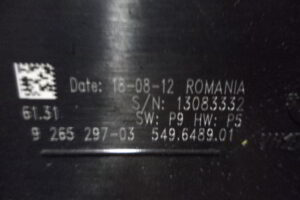 Date: 18-08-12 ROMANIA
S/N: 13083332
61.31 SW: P9 HW: P5
9 265 297-03 549.6489.01